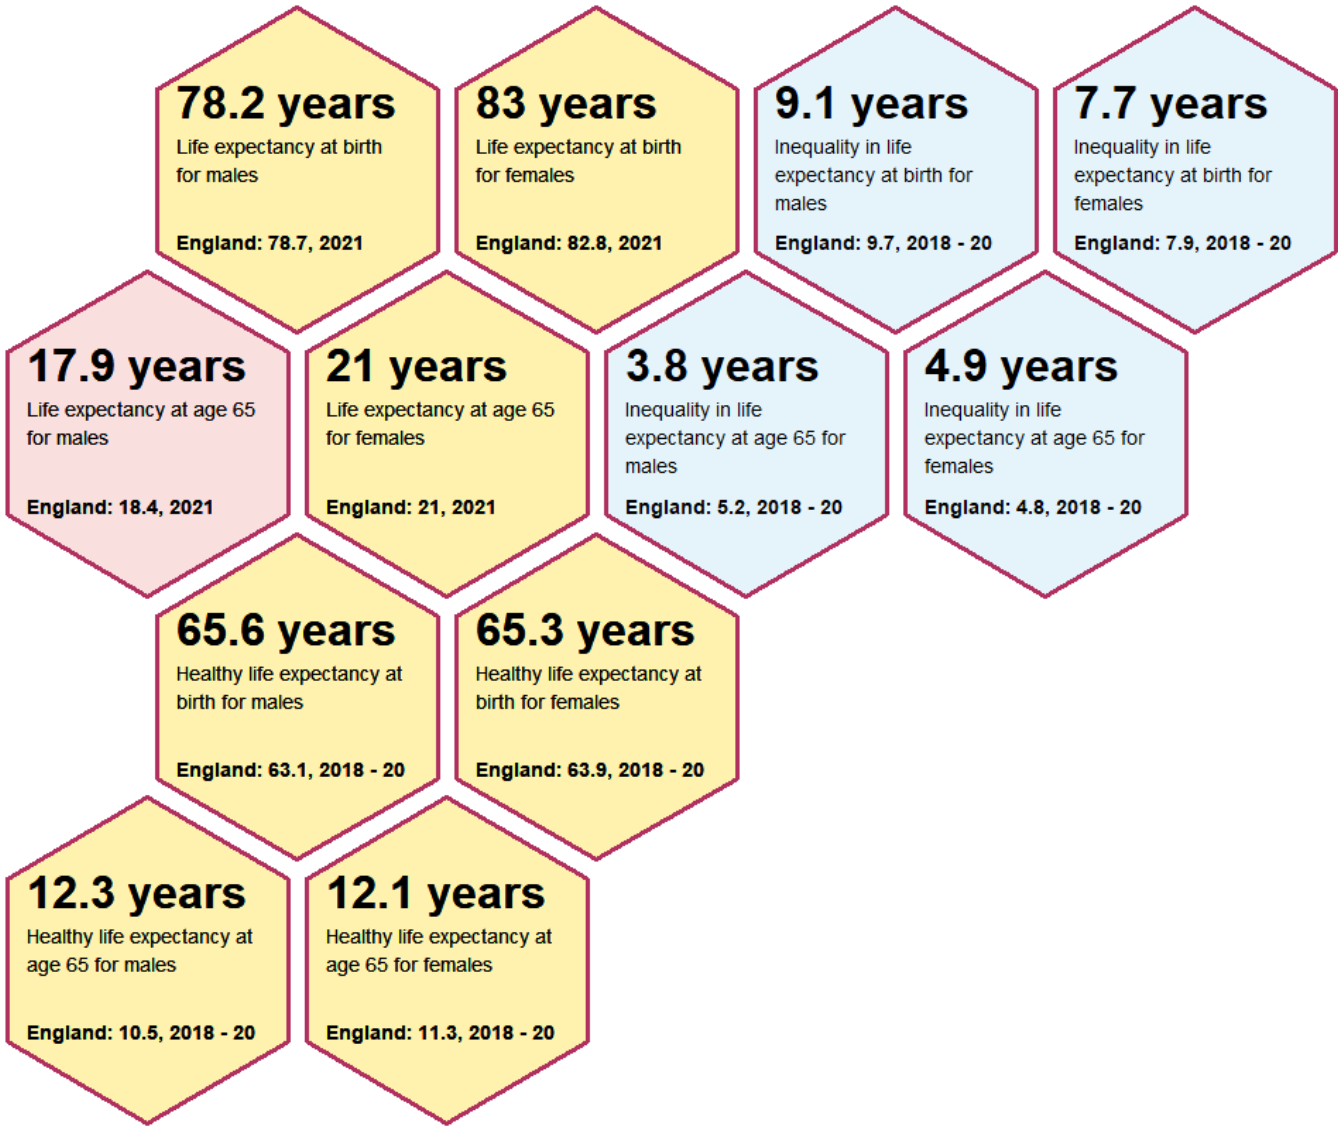 78.2 years
Life expectancy at birth
for males
England: 78.7, 2021
83 years
Life expectancy at birth
for females
England: 82.8, 2021
9.1 years
Inequality in life
expectancy at birth for
males
England: 9.7, 2018 - 20
7.7 years
Inequality in life
expectancy at birth for
females
England: 7.9, 2018 - 20
17.9 years
Life expectancy at age 65
for males
England: 18.4, 2021
21 years
Life expectancy at age 65
for females
England: 21, 2021
3.8 years
Inequality in life
expectancy at age 65 for
males
England: 5.2, 2018 - 20
4.9 years
Inequality in life
expectancy at age 65 for
females
England: 4.8, 2018 - 20
65.6 years
Healthy life expectancy at
birth for males
England: 63.1, 2018 - 20
65.3 years
Healthy life expectancy at
birth for females
England: 63.9, 2018 - 20
12.3 years
Healthy life expectancy at
age 65 for males
England: 10.5, 2018 - 20
12.1 years
Healthy life expectancy at
age 65 for females
England: 11.3, 2018 - 20